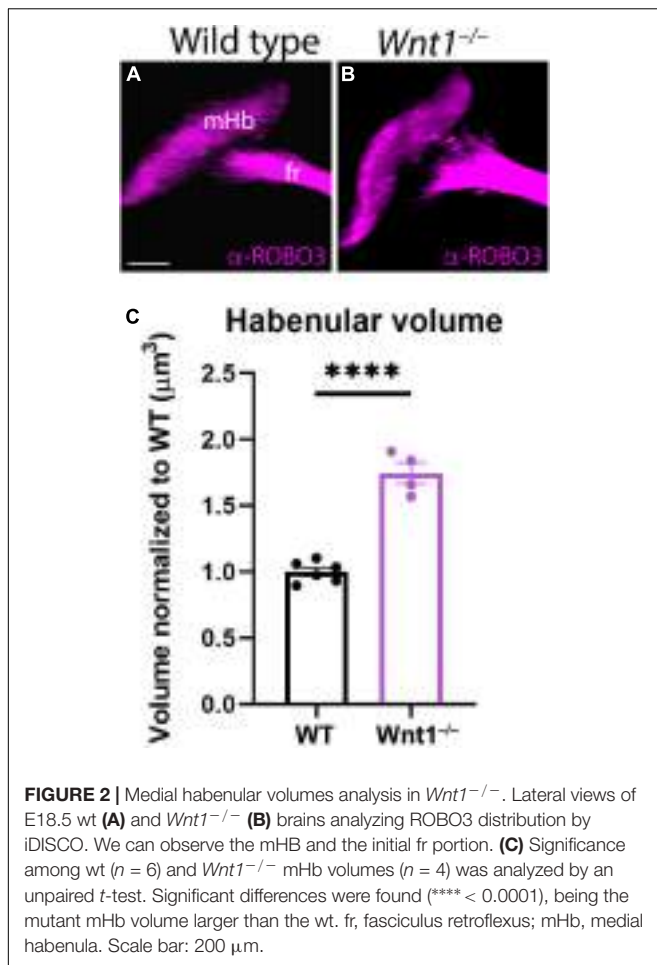 Wild type Wnt1−/−
A B
mHb
fr
α-ROBO3 α-ROBO3
C Habenular volume
Volume normalized to WT (μm³)
****
2.5
2.0
1.5
1.0
0.5
0.0
WT Wnt1−/−
FIGURE 2 | Medial habenular volumes analysis in Wnt1−/−. Lateral views of
E18.5 wt (A) and Wnt1−/− (B) brains analyzing ROBO3 distribution by
iDISCO. We can observe the mHB and the initial fr portion. (C) Significance
among wt (n = 6) and Wnt1−/− mHb volumes (n = 4) was analyzed by an
unpaired t-test. Significant differences were found (**** < 0.0001), being the
mutant mHb volume larger than the wt. fr, fasciculus retroflexus; mHb, medial
habenula. Scale bar: 200 μm.